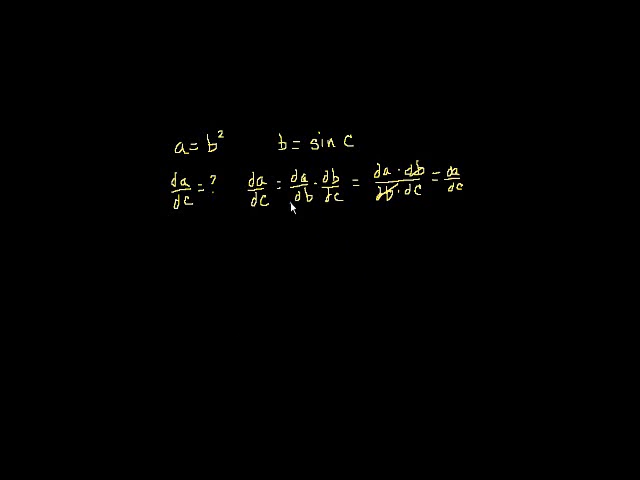 a = b² b = sin c
da/dc = ? da/dc = da/db · db/dc = da · db/db · dc = da/dc